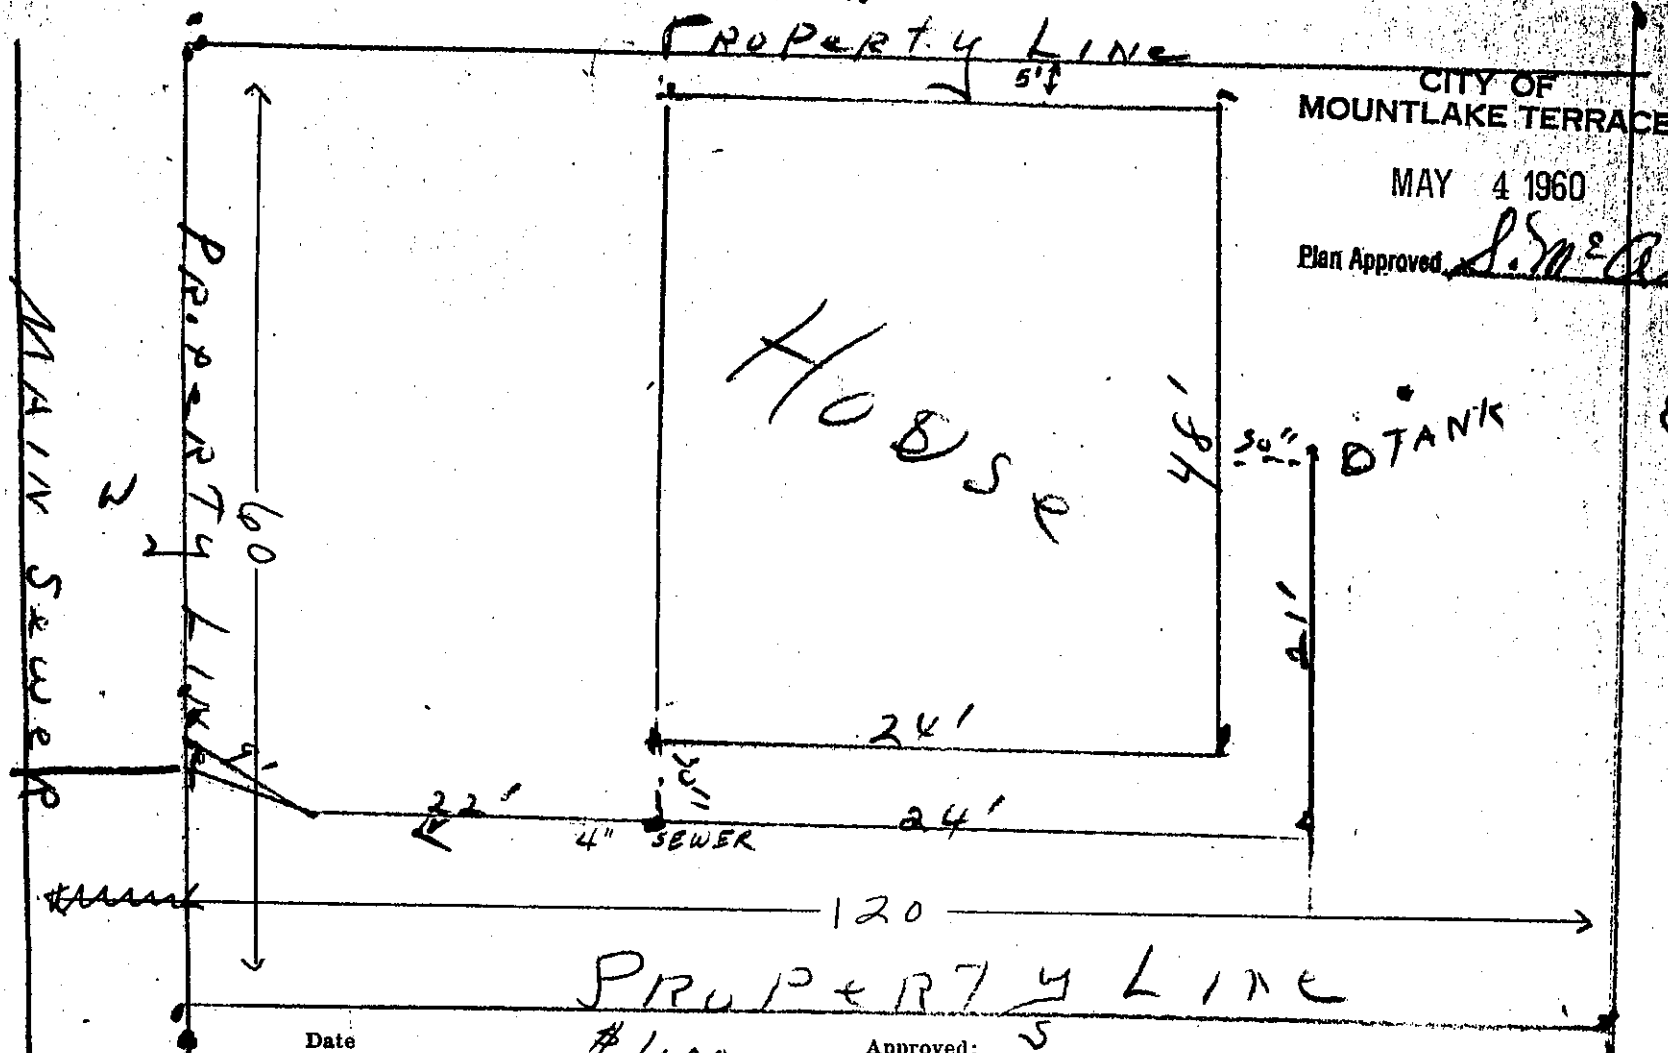 PROPERTY LINE
5'
CITY OF
MOUNTLAKE TERRACE
MAY 4 1960
Plan Approved
PROPeRTy LINE
MAIN SeweR
W
60
House
48'
30"
TANK
21'
24'
22'
4"
SEWER
24'
120
PROPeRTy LINe
Date
Approved:
S